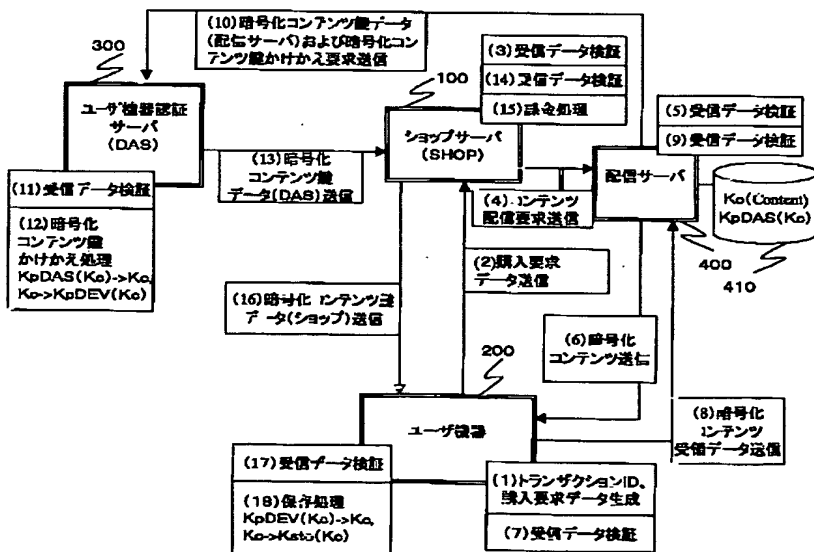 (10)暗号化コンテンツ鍵データ
(配信サーバ)および暗号化コン
テンツ鍵かけかえ要求送信
300
100
(3)受信データ検証
(14)受信データ検証
(15)課金処理
ユーザ機器認証
サーバ
(DAS)
ショップサーバ
(SHOP)
(5)受信データ検証
(9)受信データ検証
配信サーバ
Kc(Content)
KpDAS(Kc)
400
410
(11)受信データ検証
(12)暗号化
コンテンツ鍵
かけかえ処理
KpDAS(Kc)->Kc,
Kc->KpDEV(Kc)
(13)暗号化
コンテンツ鍵
データ(DAS)送信
(4)コンテンツ
配信要求送信
(2)購入要求
データ送信
(16)暗号化コンテンツ鍵
データ(ショップ)送信
(6)暗号化
コンテンツ送信
200
ユーザ機器
(8)暗号化
コンテンツ
受領データ送信
(17)受信データ検証
(18)保存処理
KpDEV(Kc)->Kc,
Kc->Ksto(Kc)
(1)トランザクションID、
購入要求データ生成
(7)受信データ検証